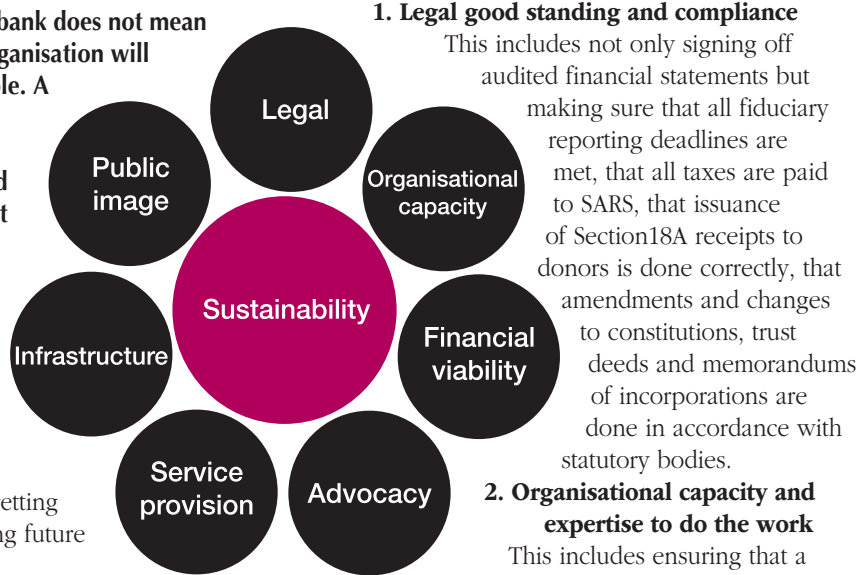 bank does not mean
ganisation will
le. A
d
t
etting
ng future
Legal
Public
image
Organisational
capacity
Sustainability
Infrastructure
Financial
viability
Service
provision
Advocacy
1. Legal good standing and compliance
This includes not only signing off
audited financial statements but
making sure that all fiduciary
reporting deadlines are
met, that all taxes are paid
to SARS, that issuance
of Section18A receipts to
donors is done correctly, that
amendments and changes
to constitutions, trust
deeds and memorandums
of incorporations are
done in accordance with
statutory bodies.
2. Organisational capacity and
expertise to do the work
This includes ensuring that a